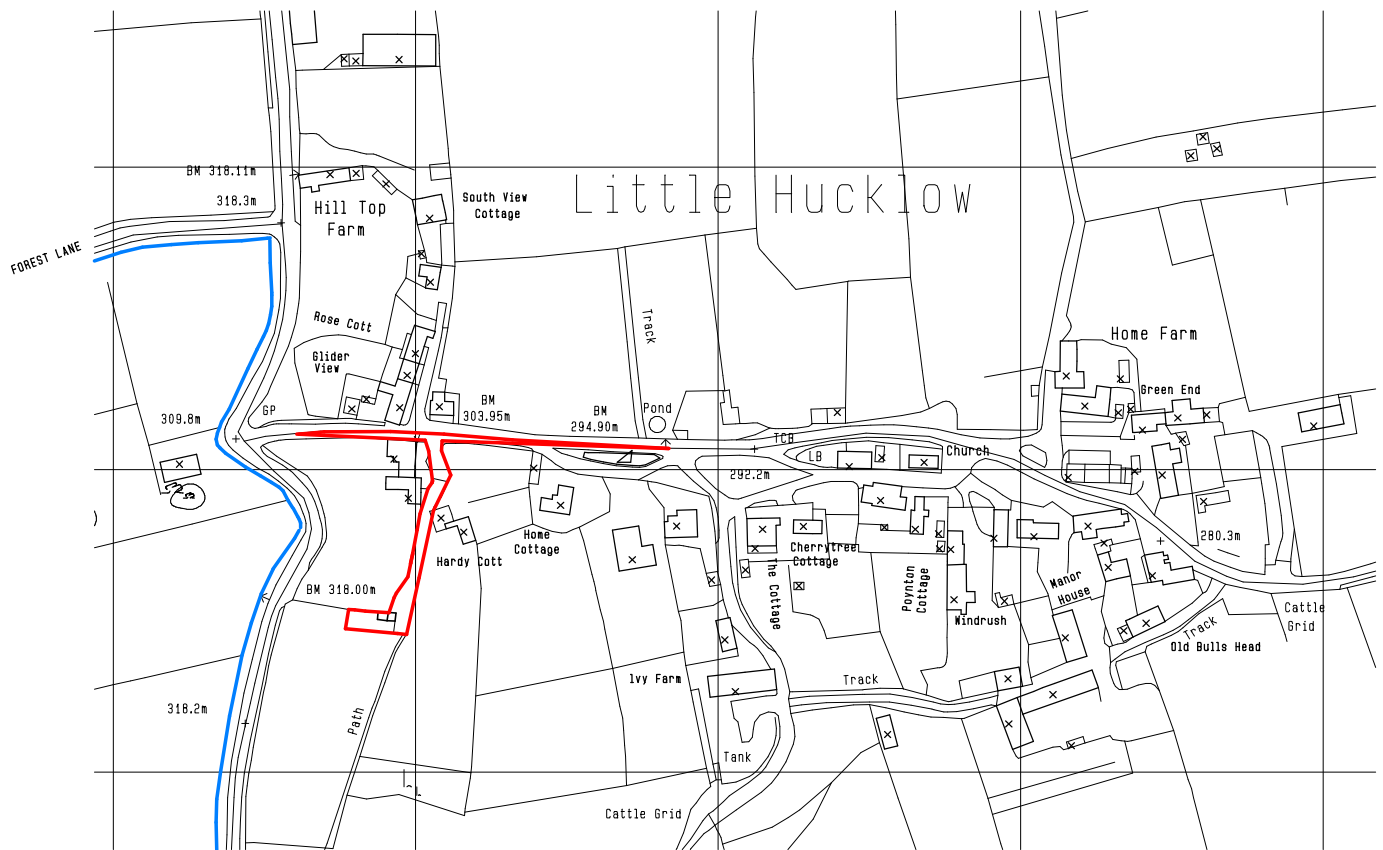 BM 318.11m
318.3m
South View
Cottage
Little Hucklow
Hill Top
Farm
FOREST LANE
Rose Cott
Track
Home Farm
Glider
View
Green End
BM
303.95m
BM
294.90m
Pond
309.8m
GP
TCB
LB
Church
292.2m
280.3m
Home
Cottage
Cherrytree
Cottage
Hardy Cott
The Cottage
Poynton
Cottage
Manor
House
BM 318.00m
Windrush
Cattle
Grid
Track
Old Bulls Head
Ivy Farm
Track
318.2m
Path
Tank
Cattle Grid